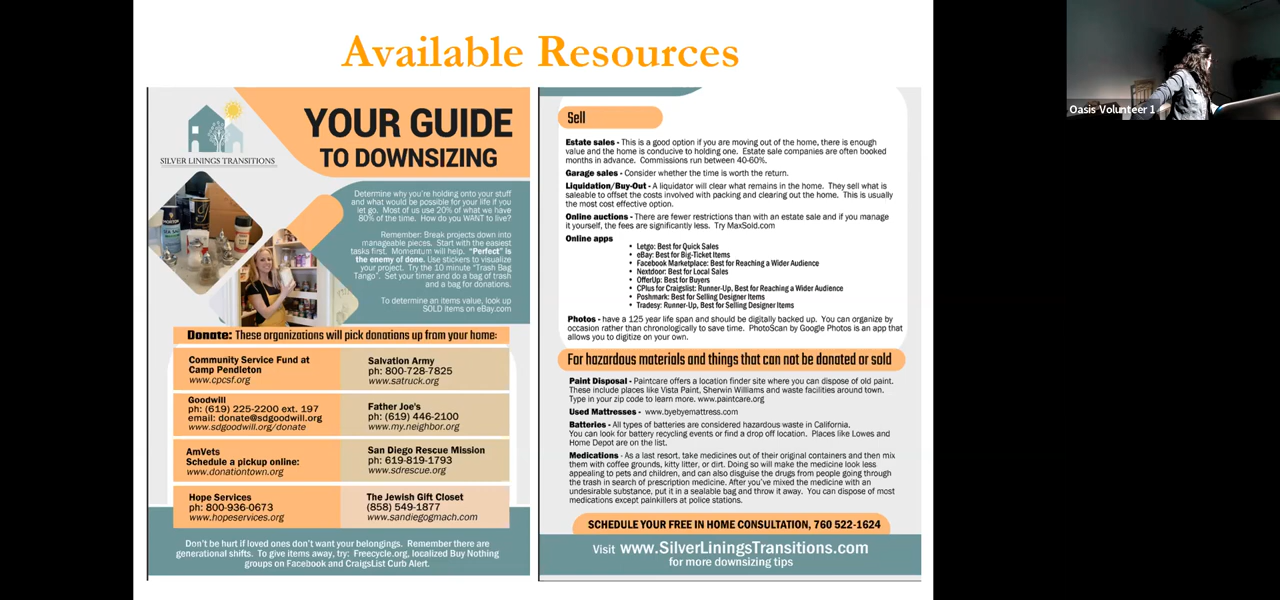 Available Resources
SILVER LININGS TRANSITIONS
YOUR GUIDE
TO DOWNSIZING
Determine why you're holding onto your stuff
and what would be possible for your life if
you let go. Most of us use 20% of what we have
80% of the time. How do you WANT to live?
Remember: Break projects down into
manageable pieces. Start with the easiest
tasks first. Momentum will help. "Perfect" is
the enemy of done. Use stickers to visualize
your project. Try the 10 minute "Trash Bag
Tango". Set your timer and do a bag of trash
and a bag for donations.
To determine an items value, look up
SOLD items on eBay.com
Donate: These organizations will pick donations up from your home:
Community Service Fund at
Camp Pendleton
www.cpcsf.org
Salvation Army
ph: 800-728-7825
www.satruck.org
Goodwill
ph: (619) 225-2200 ext. 197
email: donate@sdgoodwill.org
www.sdgoodwill.org/donate
Father Joe's
ph: (619) 446-2100
www.my.neighbor.org
AmVets
Schedule a pickup online:
www.donationtown.org
San Diego Rescue Mission
ph: 619-819-1793
www.sdrescue.org
Hope Services
ph: 800-936-0673
www.hopeservices.org
The Jewish Gift Closet
(858) 549-1877
www.sandiegogmach.com
Don't be hurt if loved ones don't want your belongings. Remember there are
generational shifts. To give items away, try: Freecycle.org, localized Buy Nothing
groups on Facebook and CraigsList Curb Alert.
Sell
Estate sales - This is a good option if you are moving out of the home, there is enough
value and the home is conducive to holding one. Estate sale companies are often booked
months in advance. Commissions run between 40-60%.
Garage sales - Consider whether the time is worth the return.
Liquidation/Buy-Out - A liquidator will clear what remains in the home. They sell what is
saleable to offset the costs involved with packing and clearing out the home. This is usually
the most cost effective option.
Online auctions - There are fewer restrictions than with an estate sale and if you manage
it yourself, the fees are significantly less. Try MaxSold.com
Online apps
• Letgo: Best for Quick Sales
• eBay: Best for Big-Ticket Items
• Facebook Marketplace: Best for Reaching a Wider Audience
• Nextdoor: Best for Local Sales
• OfferUp: Best for Buyers
• CPlus for Craigslist: Runner-Up, Best for Reaching a Wider Audience
• Poshmark: Best for Selling Designer Items
• Tradesy: Runner-Up, Best for Selling Designer Items
Photos - have a 125 year life span and should be digitally backed up. You can organize by
occasion rather than chronologically to save time. PhotoScan by Google Photos is an app that
allows you to digitize on your own.
For hazardous materials and things that can not be donated or sold
Paint Disposal - Paintcare offers a location finder site where you can dispose of old paint.
These include places like Vista Paint, Sherwin Williams and waste facilities around town.
Type in your zip code to learn more. www.paintcare.org
Used Mattresses - www.byebyemattress.com
Batteries - All types of batteries are considered hazardous waste in California.
You can look for battery recycling events or find a drop off location. Places like Lowes and
Home Depot are on the list.
Medications - As a last resort, take medicines out of their original containers and then mix
them with coffee grounds, kitty litter, or dirt. Doing so will make the medicine look less
appealing to pets and children, and can also disguise the drugs from people going through
the trash in search of prescription medicine. After you've mixed the medicine with an
undesirable substance, put it in a sealable bag and throw it away. You can dispose of most
medications except painkillers at police stations.
SCHEDULE YOUR FREE IN HOME CONSULTATION, 760 522-1624
Visit www.SilverLiningsTransitions.com
for more downsizing tips
Oasis Volunteer 1